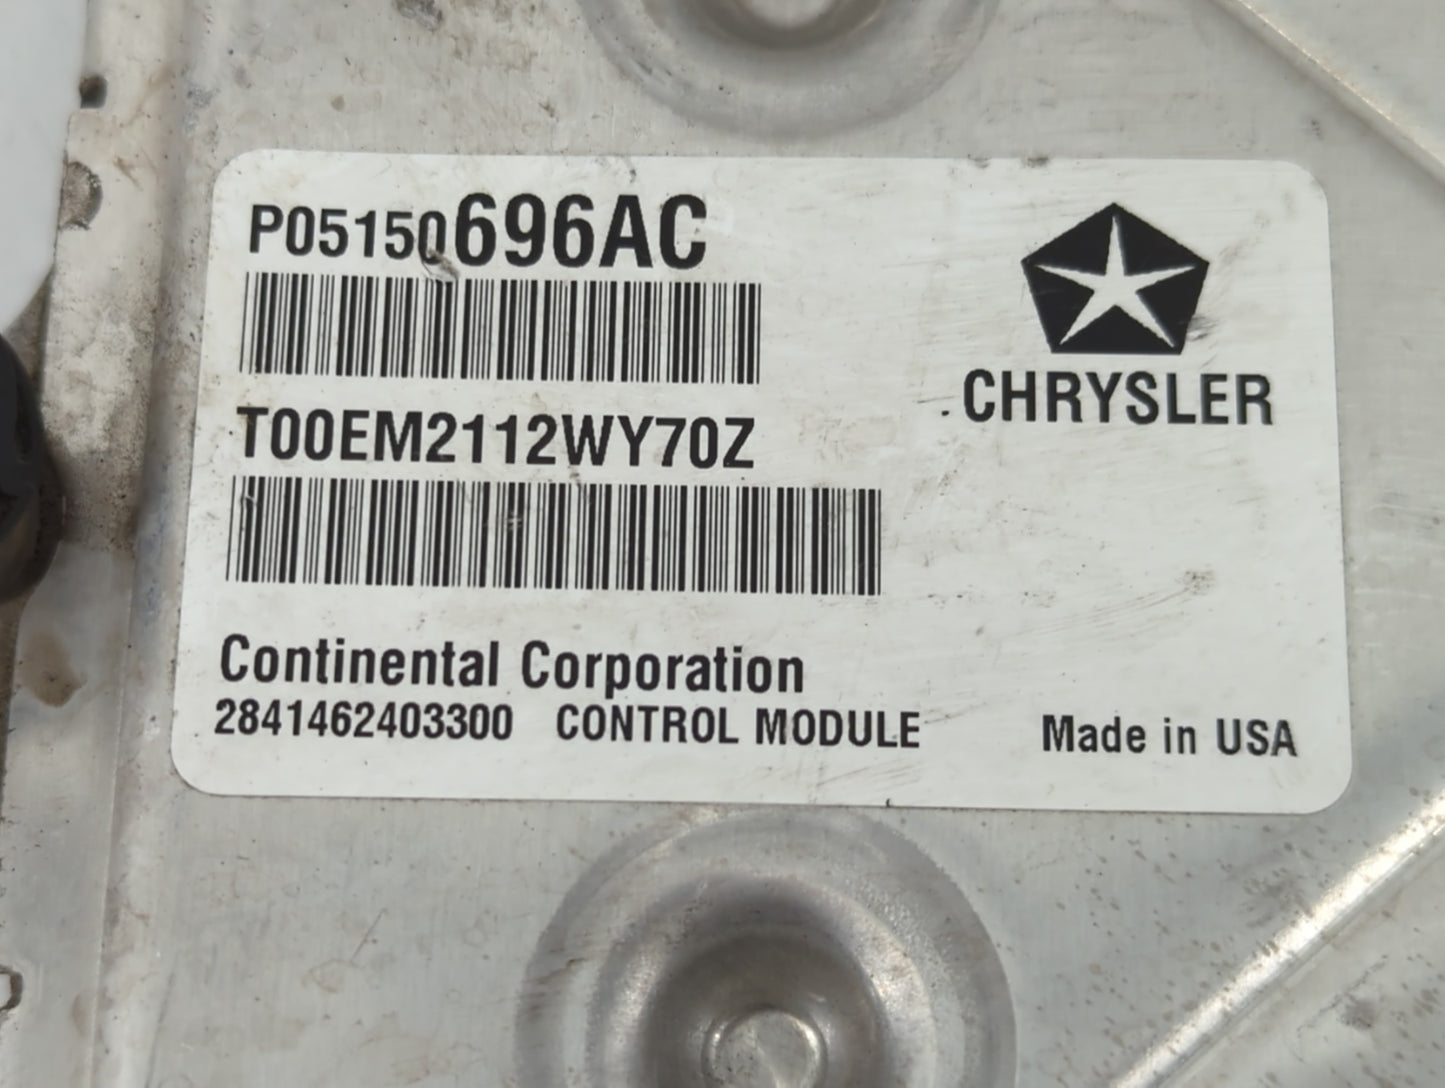 P05150696AC
CHRYSLER
T00EM2112WY70Z
Continental Corporation
2841462403300 CONTROL MODULE Made in USA